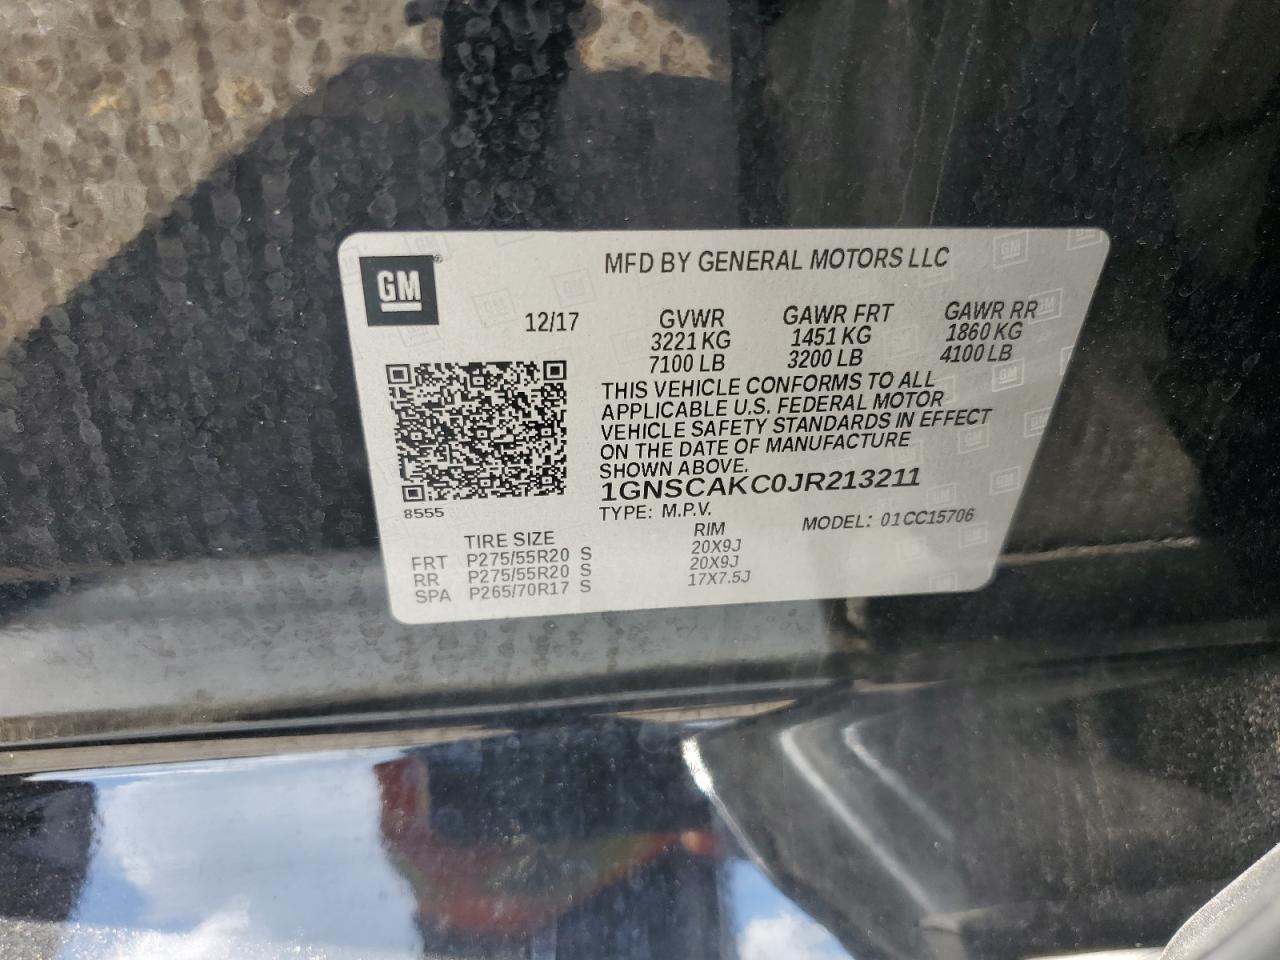 GM
MFD BY GENERAL MOTORS LLC
12/17
GVWR GAWR FRT GAWR RR
3221 KG 1451 KG 1860 KG
7100 LB 3200 LB 4100 LB
THIS VEHICLE CONFORMS TO ALL
APPLICABLE U.S. FEDERAL MOTOR
VEHICLE SAFETY STANDARDS IN EFFECT
ON THE DATE OF MANUFACTURE
SHOWN ABOVE.
1GNSCAKC0JR213211
8555
TYPE: M.P.V. MODEL: 01CC15706
TIRE SIZE RIM
FRT P275/55R20 S 20X9J
RR P275/55R20 S 20X9J
SPA P265/70R17 S 17X7.5J